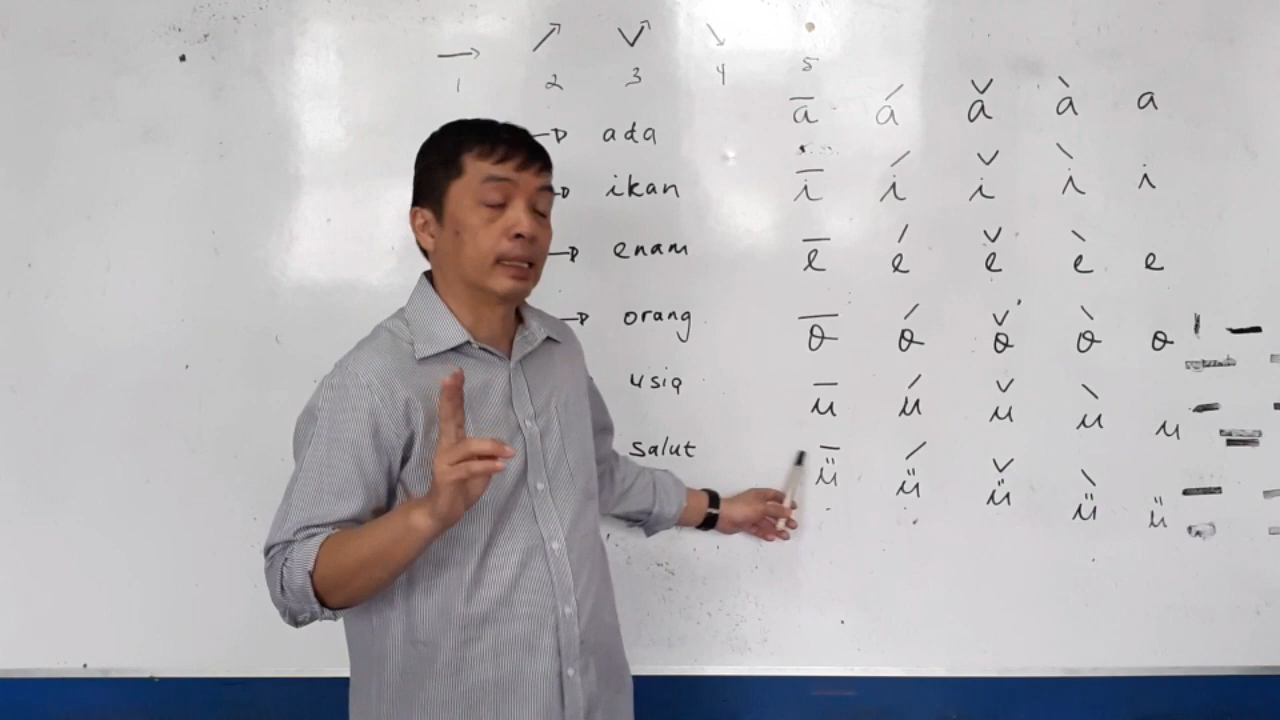 → ↗ ∨↗ ↘ •
1 2 3 4 5
→ ada ā á ǎ à a
→ ikan ī í ǐ ì i
→ enam ē é ě è e
→ orang ō ó ǒ ò o
usiq ū ú ǔ ù u
salut ǖ ǘ ǚ ǜ ü